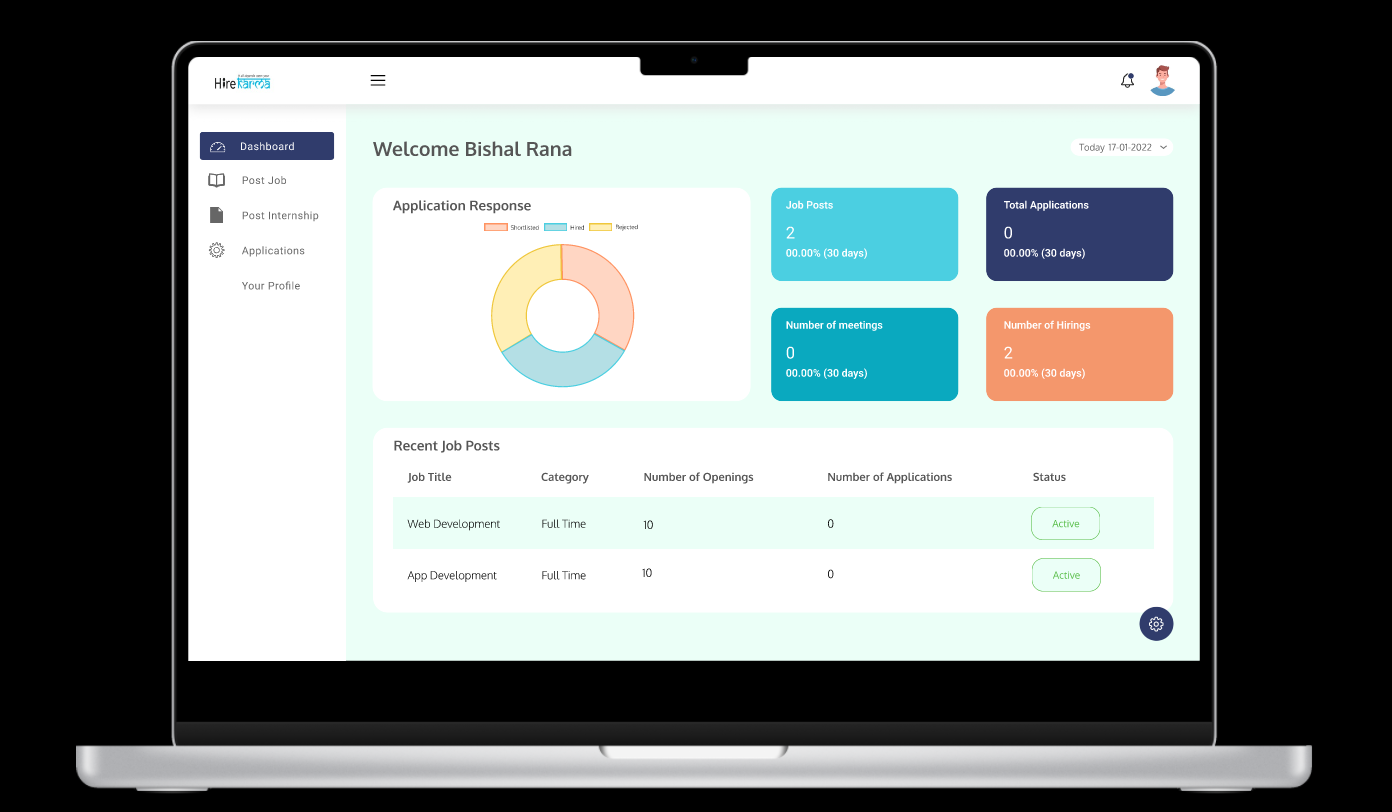 Hire karma
Welcome Bishal Rana
Today 17-01-2022
Dashboard
Post Job
Post Internship
Applications
Your Profile
Application Response
Shortlisted Hired Rejected
Job Posts
2
00.00% (30 days)
Total Applications
0
00.00% (30 days)
Number of meetings
0
00.00% (30 days)
Number of Hirings
2
00.00% (30 days)
Recent Job Posts
Job Title Category Number of Openings Number of Applications Status
Web Development Full Time 10 0 Active
App Development Full Time 10 0 Active